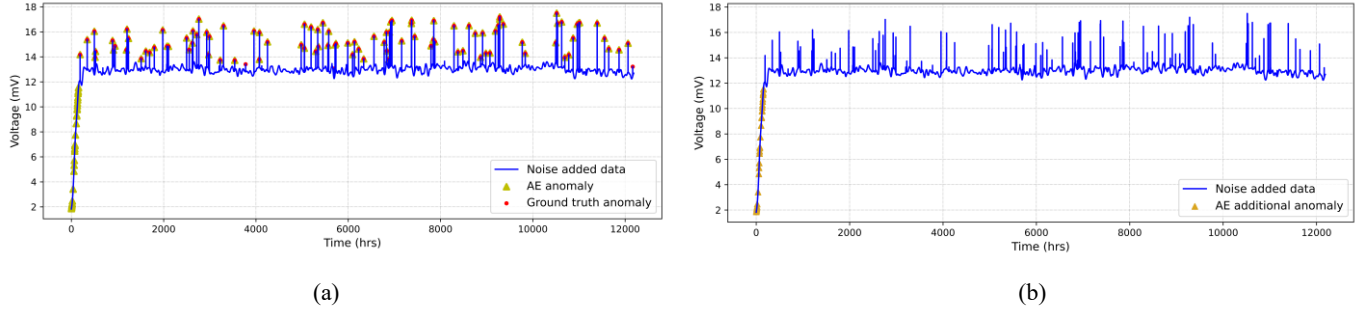 18
16
14
12
10
8
6
4
2
Voltage (mV)
0
2000
4000
6000
8000
10000
12000
Time (hrs)
Noise added data
AE anomaly
Ground truth anomaly
(a)
18
16
14
12
10
8
6
4
2
Voltage (mV)
0
2000
4000
6000
8000
10000
12000
Time (hrs)
Noise added data
AE additional anomaly
(b)